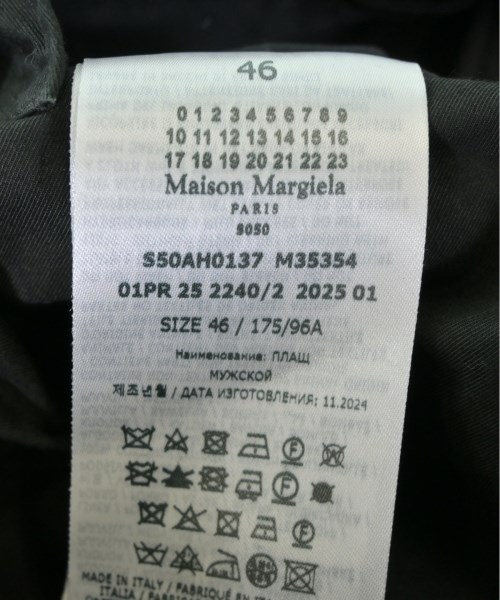 46
0 1 2 3 4 5 6 7 8 9
10 11 12 13 14 15 16
17 18 19 20 21 22 23
Maison Margiela
PARIS
5050
S50AH0137 M35354
01PR 25 2240/2 2025 01
SIZE 46 / 175/96A
Наименование: ПЛАЩ
МУЖСКОЙ
제조년월 / ДАТА ИЗГОТОВЛЕНИЯ: 11.2024
MADE IN ITALY / FABRIQUÉ EN
ITALIA / FABRICADO